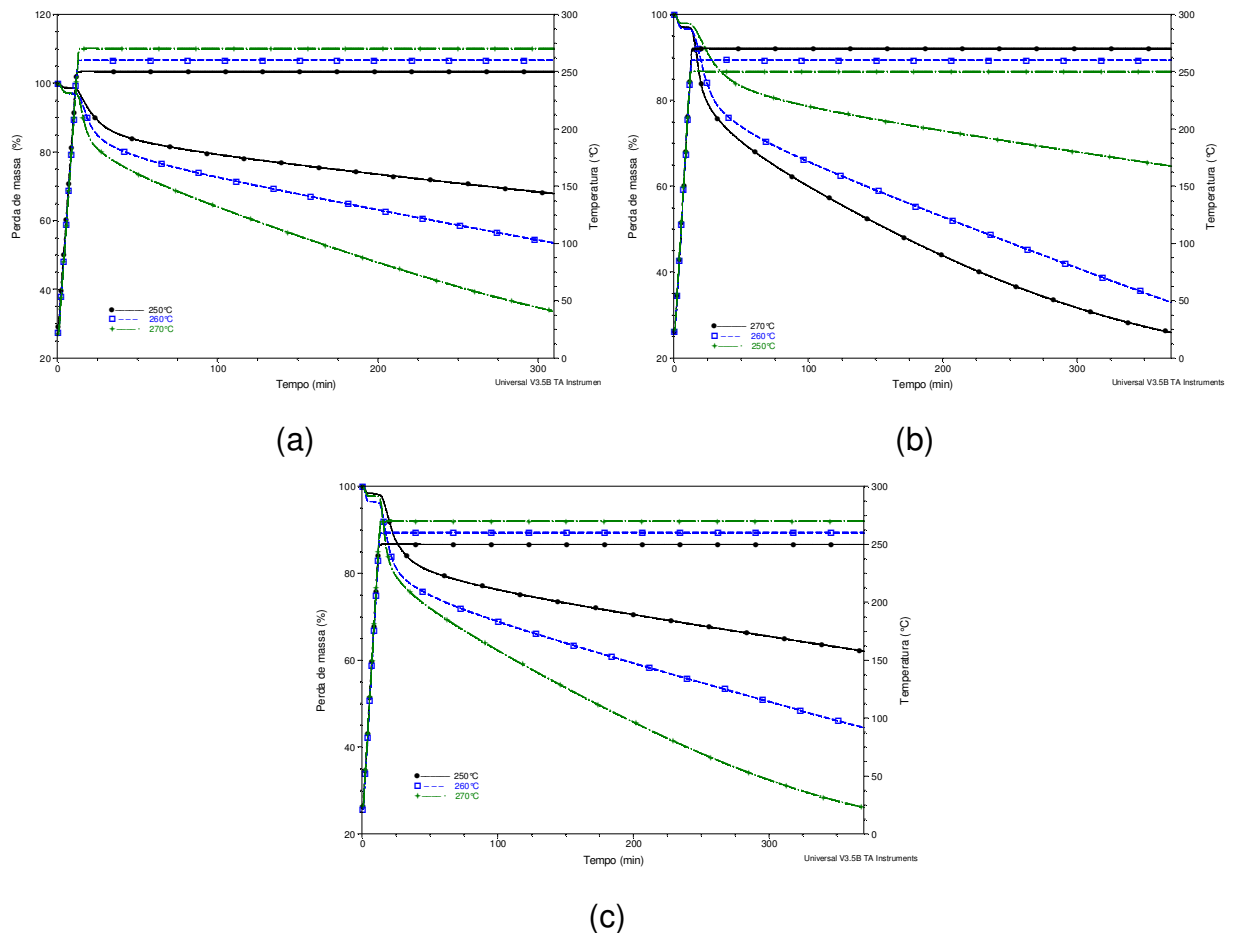 120
100
80
60
40
20
Perda de massa (%)
300
250
200
150
100
50
0
Temperatura (°C)
250°C
260°C
270°C
0
100
200
300
Tempo (min)
Universal V3.5B TA Instrumen
(a)
100
80
60
40
20
Perda de massa (%)
300
250
200
150
100
50
0
Temperatura (°C)
270°C
260°C
250°C
0
100
200
300
Tempo (min)
Universal V3.5B TA Instruments
(b)
100
80
60
40
20
Perda de massa (%)
300
250
200
150
100
50
0
Temperatura (°C)
250°C
260°C
270°C
0
100
200
300
Tempo (min)
Universal V3.5B TA Instruments
(c)